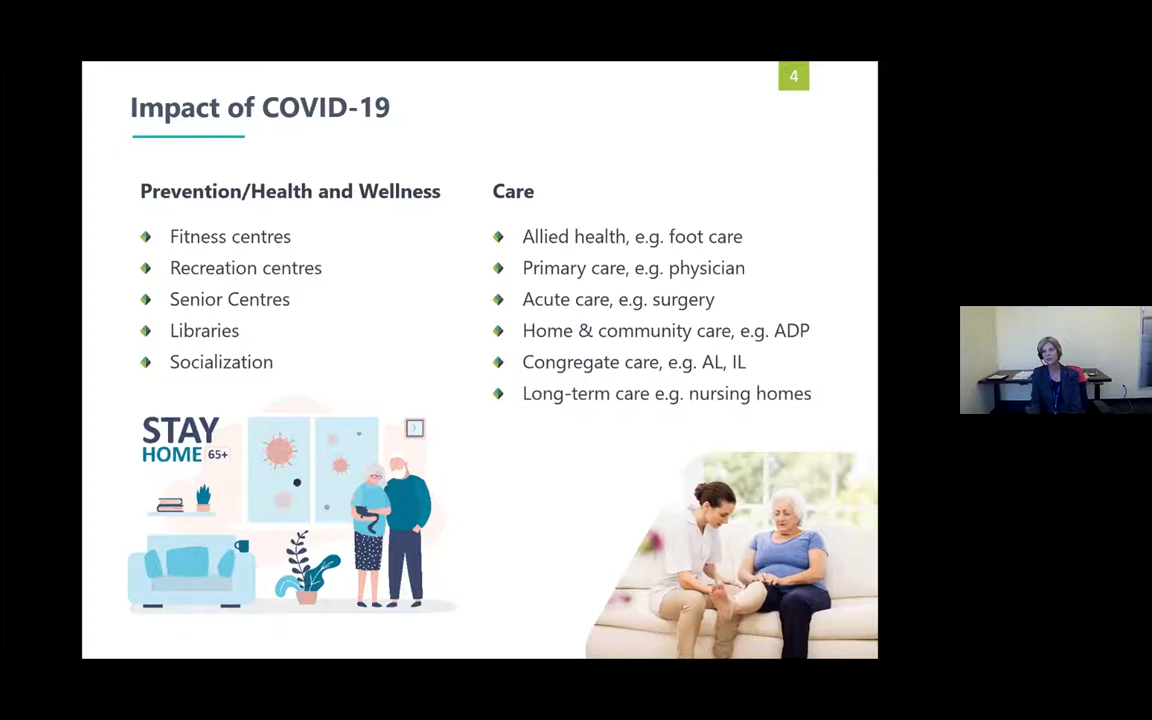 4
Impact of COVID-19
Prevention/Health and Wellness
Fitness centres
Recreation centres
Senior Centres
Libraries
Socialization
Care
Allied health, e.g. foot care
Primary care, e.g. physician
Acute care, e.g. surgery
Home & community care, e.g. ADP
Congregate care, e.g. AL, IL
Long-term care e.g. nursing homes
STAY
HOME 65+